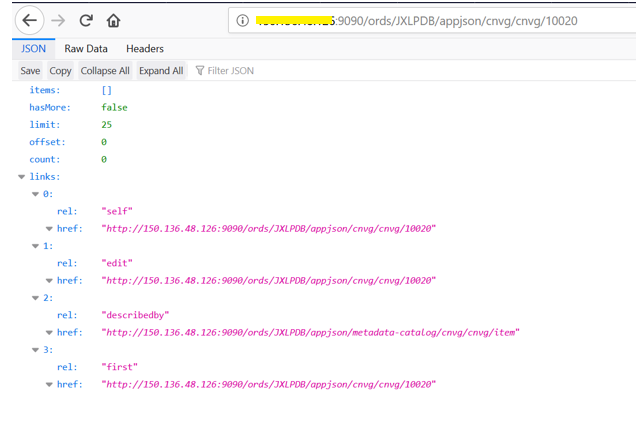 :9090/ords/JXLPDB/appjson/cnvg/cnvg/10020
JSON Raw Data Headers
Save Copy Collapse All Expand All Filter JSON
items: []
hasMore: false
limit: 25
offset: 0
count: 0
links:
0:
rel: "self"
href: "http://150.136.48.126:9090/ords/JXLPDB/appjson/cnvg/cnvg/10020"
1:
rel: "edit"
href: "http://150.136.48.126:9090/ords/JXLPDB/appjson/cnvg/cnvg/10020"
2:
rel: "describedby"
href: "http://150.136.48.126:9090/ords/JXLPDB/appjson/metadata-catalog/cnvg/cnvg/item"
3:
rel: "first"
href: "http://150.136.48.126:9090/ords/JXLPDB/appjson/cnvg/cnvg/10020"